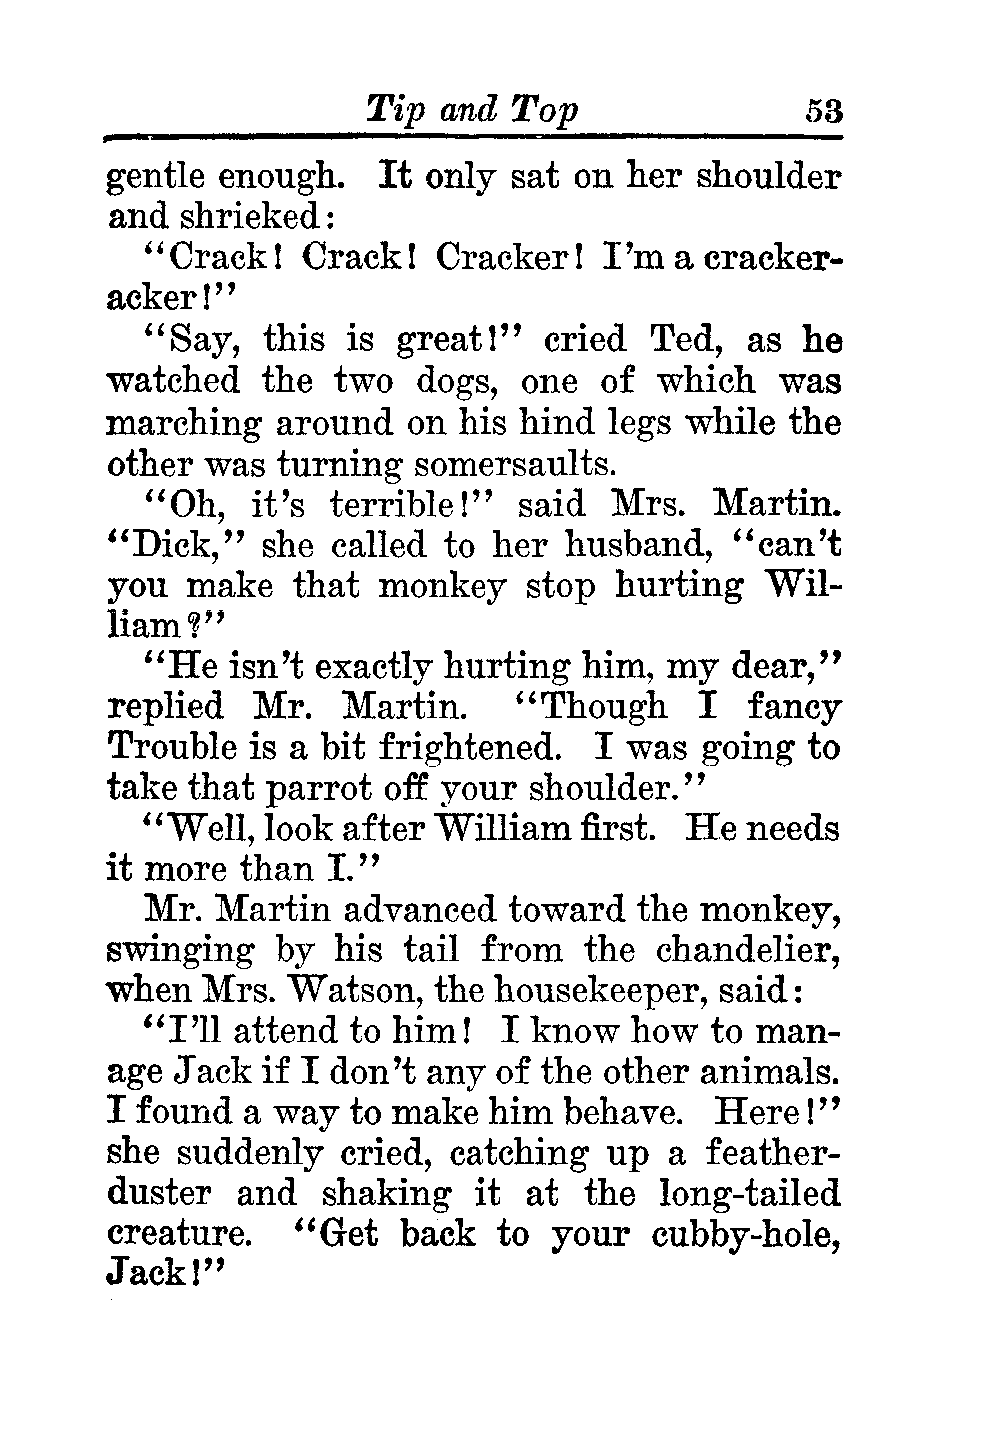 Tip and Top 53
gentle enough. It only sat on her shoulder
and shrieked:
“Crack! Crack! Cracker! I’m a cracker-
acker!”
“Say, this is great!” cried Ted, as he
watched the two dogs, one of which was
marching around on his hind legs while the
other was turning somersaults.
“Oh, it’s terrible!” said Mrs. Martin.
“Dick,” she called to her husband, “can’t
you make that monkey stop hurting Wil-
liam?”
“He isn’t exactly hurting him, my dear,”
replied Mr. Martin. “Though I fancy
Trouble is a bit frightened. I was going to
take that parrot off your shoulder.”
“Well, look after William first. He needs
it more than I.”
Mr. Martin advanced toward the monkey,
swinging by his tail from the chandelier,
when Mrs. Watson, the housekeeper, said:
“I’ll attend to him! I know how to man-
age Jack if I don’t any of the other animals.
I found a way to make him behave. Here!”
she suddenly cried, catching up a feather-
duster and shaking it at the long-tailed
creature. “Get back to your cubby-hole,
Jack!”